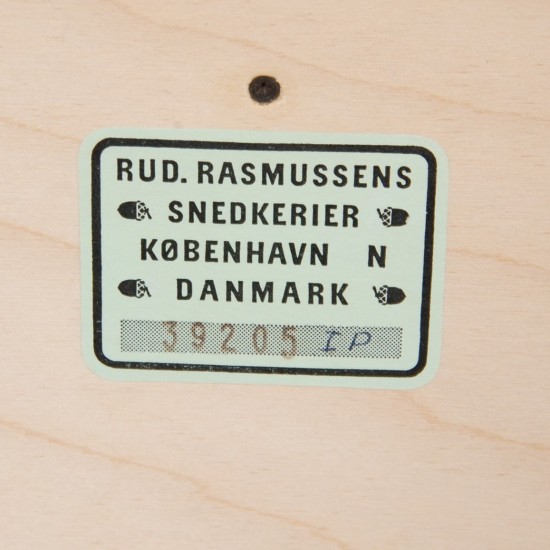 RUD. RASMUSSENS
SNEDKERIER
KØBENHAVN N
DANMARK
39205 IP